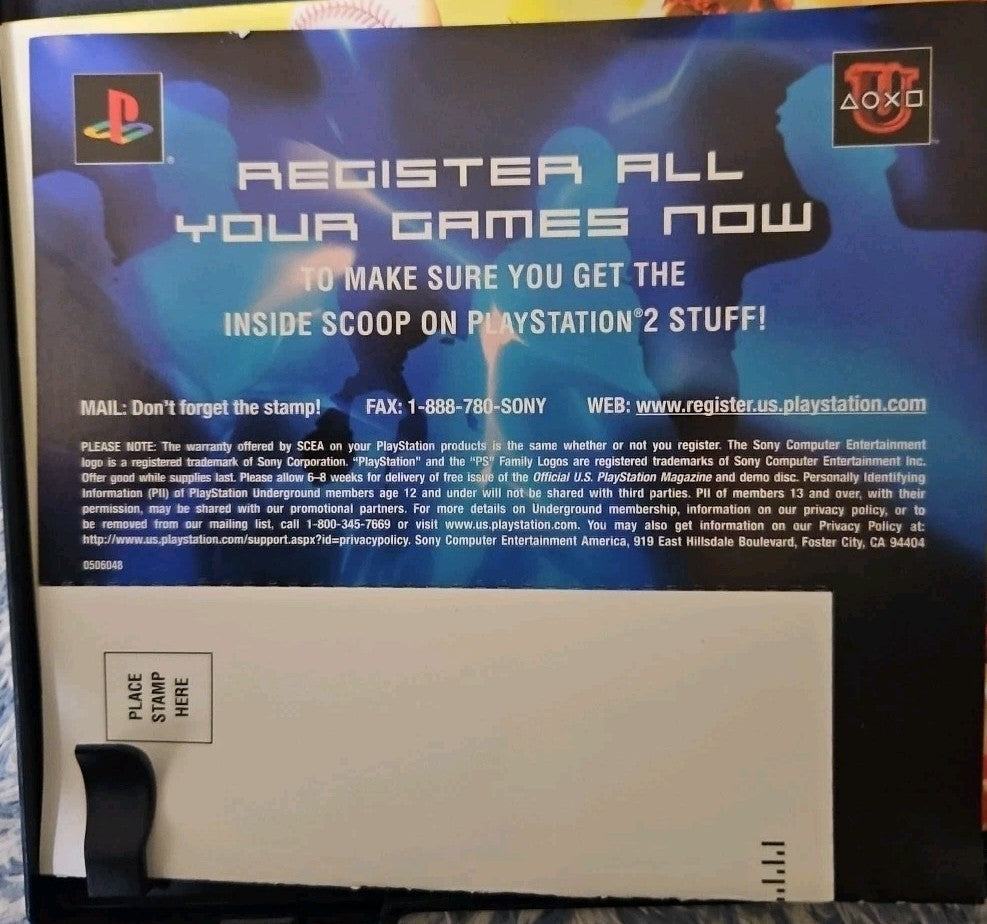 REGISTER ALL
YOUR GAMES NOW
TO MAKE SURE YOU GET THE
INSIDE SCOOP ON PLAYSTATION®2 STUFF!
MAIL: Don't forget the stamp! FAX: 1-888-780-SONY WEB: www.register.us.playstation.com
PLEASE NOTE: The warranty offered by SCEA on your PlayStation products is the same whether or not you register. The Sony Computer Entertainment
logo is a registered trademark of Sony Corporation. “PlayStation” and the “PS” Family Logos are registered trademarks of Sony Computer Entertainment Inc.
Offer good while supplies last. Please allow 6–8 weeks for delivery of free issue of the Official U.S. PlayStation Magazine and demo disc. Personally Identifying
Information (PII) of PlayStation Underground members age 12 and under will not be shared with third parties. PII of members 13 and over, with their
permission, may be shared with our promotional partners. For more details on Underground membership, information on our privacy policy, or to
be removed from our mailing list, call 1-800-345-7669 or visit www.us.playstation.com. You may also get information on our Privacy Policy at:
http://www.us.playstation.com/support.aspx?id=privacypolicy. Sony Computer Entertainment America, 919 East Hillsdale Boulevard, Foster City, CA 94404
0506048
PLACE
STAMP
HERE